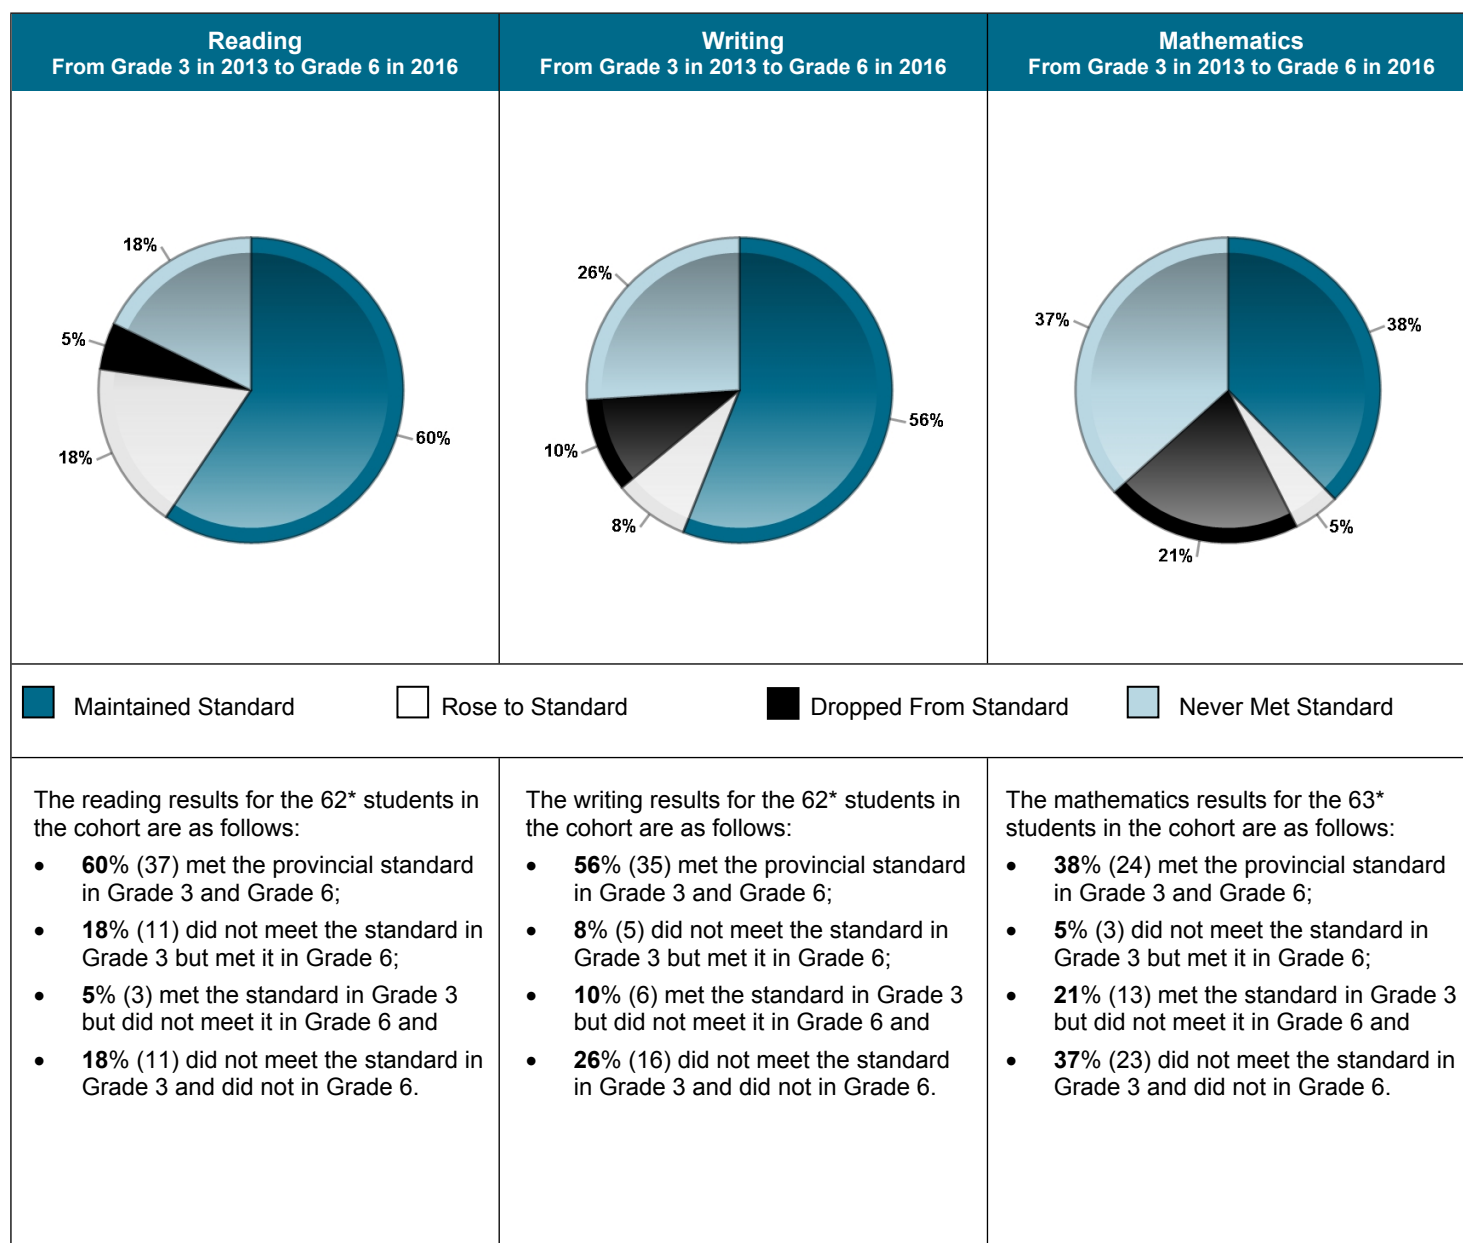 Reading
From Grade 3 in 2013 to Grade 6 in 2016
Writing
From Grade 3 in 2013 to Grade 6 in 2016
Mathematics
From Grade 3 in 2013 to Grade 6 in 2016
18%
5%
18%
60%
26%
10%
8%
56%
37%
21%
5%
38%
Maintained Standard
Rose to Standard
Dropped From Standard
Never Met Standard
The reading results for the 62* students in
the cohort are as follows:
• 60% (37) met the provincial standard
in Grade 3 and Grade 6;
• 18% (11) did not meet the standard in
Grade 3 but met it in Grade 6;
• 5% (3) met the standard in Grade 3
but did not meet it in Grade 6 and
• 18% (11) did not meet the standard in
Grade 3 and did not in Grade 6.
The writing results for the 62* students in
the cohort are as follows:
• 56% (35) met the provincial standard
in Grade 3 and Grade 6;
• 8% (5) did not meet the standard in
Grade 3 but met it in Grade 6;
• 10% (6) met the standard in Grade 3
but did not meet it in Grade 6 and
• 26% (16) did not meet the standard
in Grade 3 and did not in Grade 6.
The mathematics results for the 63*
students in the cohort are as follows:
• 38% (24) met the provincial standard
in Grade 3 and Grade 6;
• 5% (3) did not meet the standard in
Grade 3 but met it in Grade 6;
• 21% (13) met the standard in Grade 3
but did not meet it in Grade 6 and
• 37% (23) did not meet the standard in
Grade 3 and did not in Grade 6.